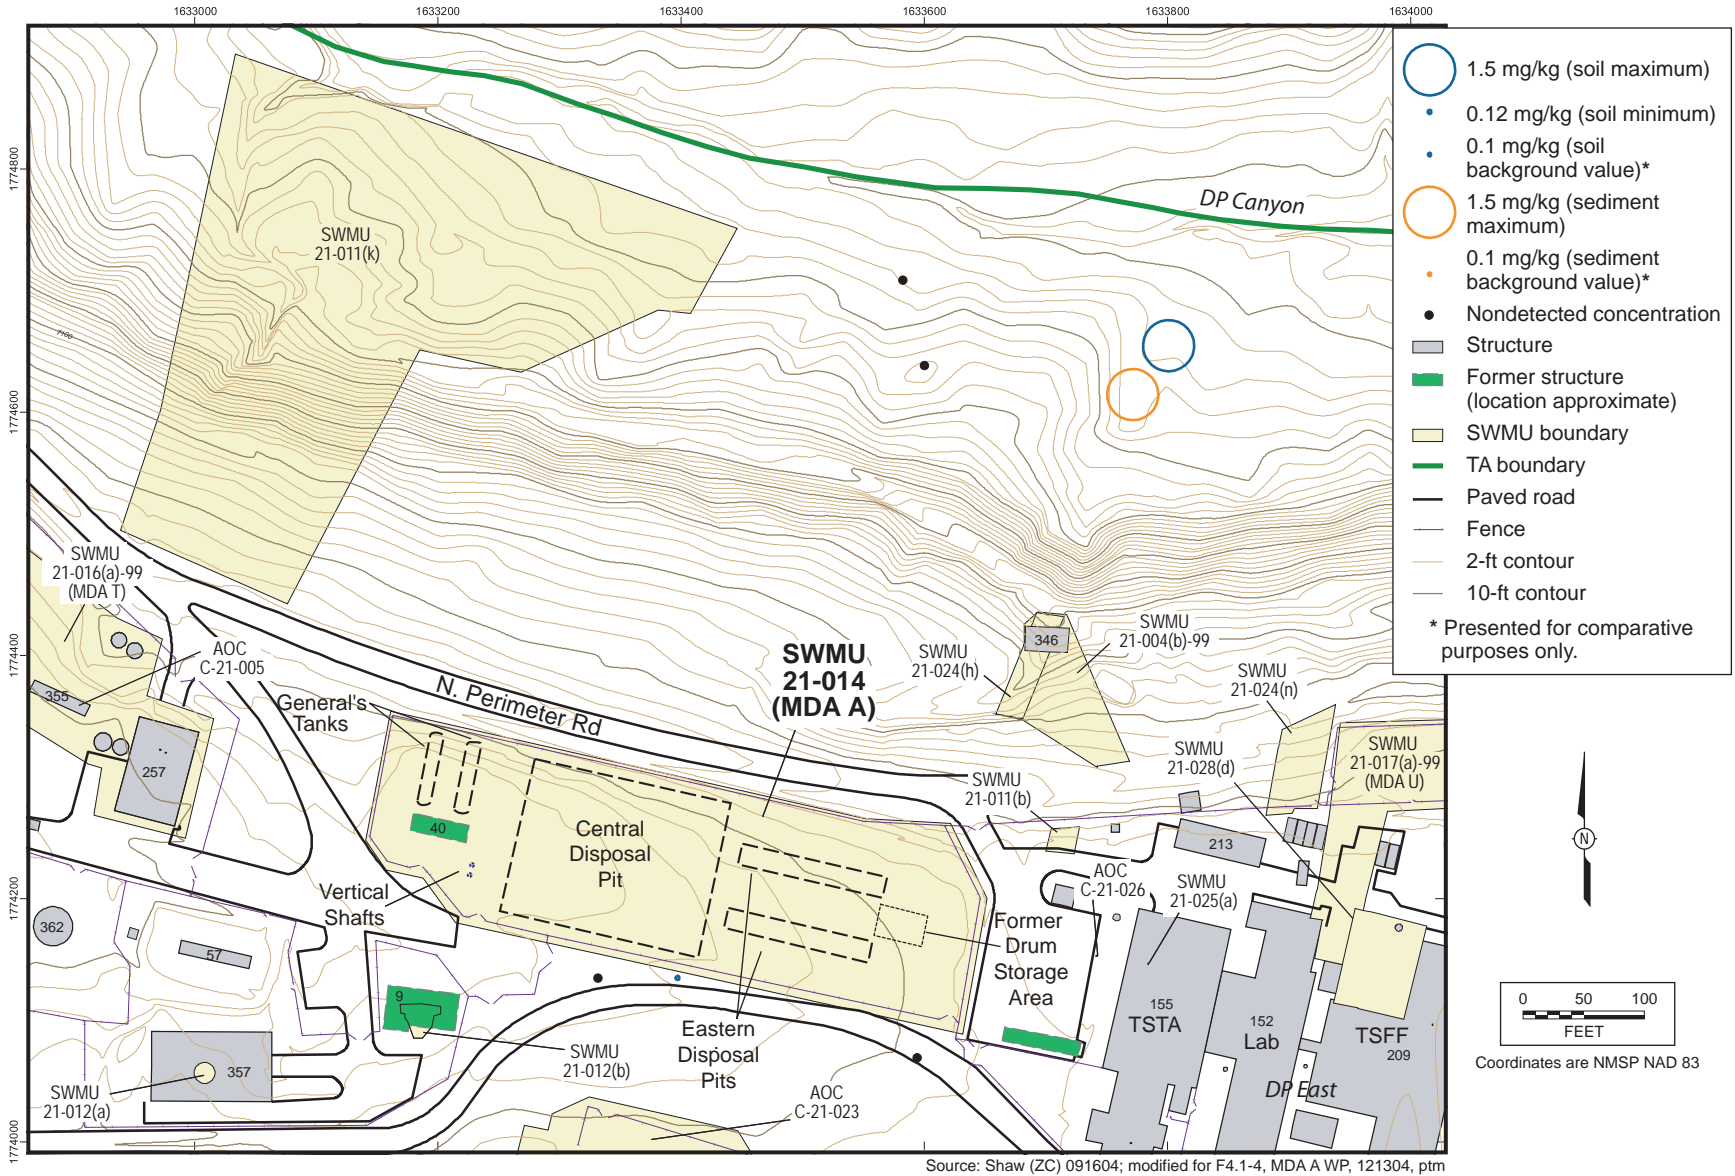 1633000
1633200
1633400
1633600
1633800
1634000
1774800
1774600
1774400
1774200
1774000
DP Canyon
SWMU
21-011(k)
7100
SWMU
21-016(a)-99
(MDA T)
AOC
C-21-005
355
257
General's
Tanks
N. Perimeter Rd
SWMU
21-014
(MDA A)
SWMU
21-024(h)
346
SWMU
21-004(b)-99
SWMU
21-024(n)
SWMU
21-028(d)
SWMU
21-017(a)-99
(MDA U)
SWMU
21-011(b)
40
Central
Disposal
Pit
213
AOC
C-21-026
SWMU
21-025(a)
Vertical
Shafts
362
57
Former
Drum
Storage
Area
9
Eastern
Disposal
Pits
155
TSTA
152
Lab
TSFF
209
SWMU
21-012(b)
357
SWMU
21-012(a)
AOC
C-21-023
DP East
1.5 mg/kg (soil maximum)
0.12 mg/kg (soil minimum)
0.1 mg/kg (soil
background value)*
1.5 mg/kg (sediment
maximum)
0.1 mg/kg (sediment
background value)*
Nondetected concentration
Structure
Former structure
(location approximate)
SWMU boundary
TA boundary
Paved road
Fence
2-ft contour
10-ft contour
* Presented for comparative
purposes only.
N
0 50 100
FEET
Coordinates are NMSP NAD 83
Source: Shaw (ZC) 091604; modified for F4.1-4, MDA A WP, 121304, ptm